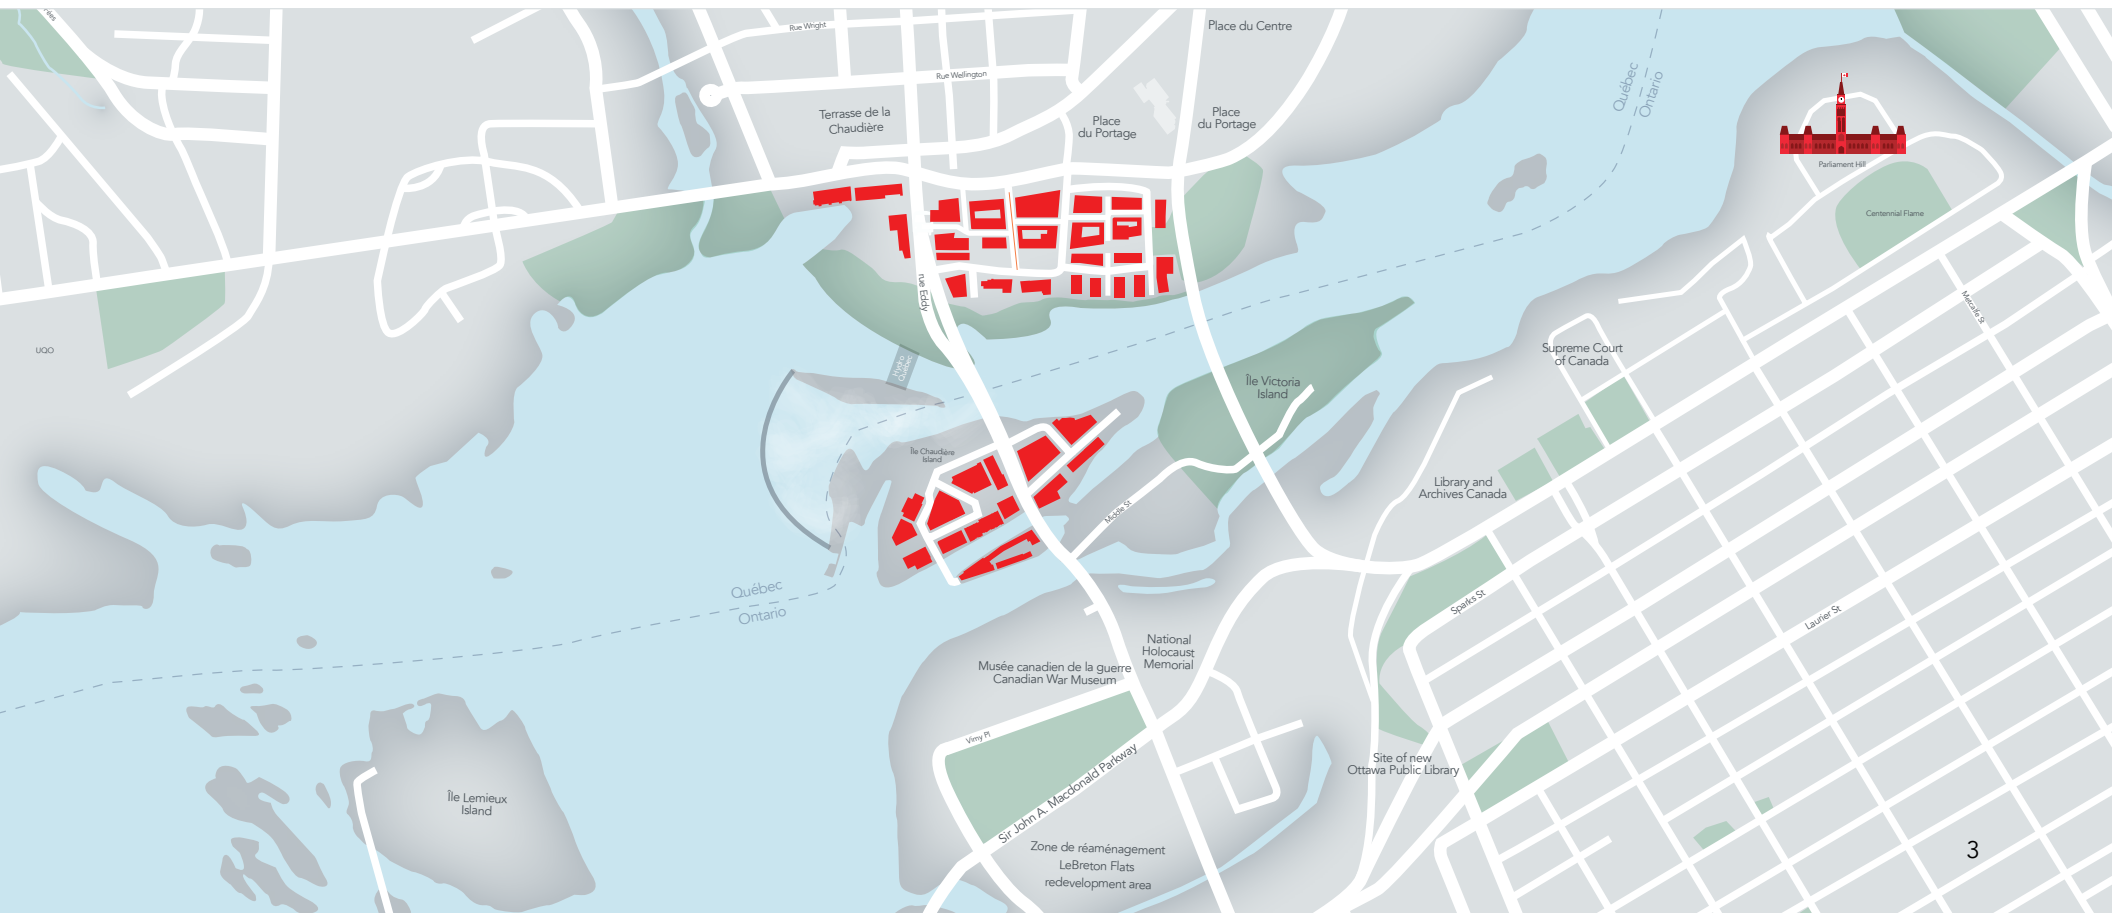 Rue Wright
Place du Centre
Rue Wellington
Terrasse de la
Chaudière
Place
du Portage
Place
du Portage
Québec
Ontario
Parliament Hill
Centennial Flame
rue Eddy
Metcalfe St
UQO
Hydro
Québec
Supreme Court
of Canada
Île Victoria
Island
Île Chaudière
Island
Library and
Archives Canada
Middle St
Québec
Ontario
Sparks St
Laurier St
National
Holocaust
Memorial
Musée canadien de la guerre
Canadian War Museum
Vimy Pl
Sir John A. Macdonald Parkway
Site of new
Ottawa Public Library
Île Lemieux
Island
Zone de réaménagement
LeBreton Flats
redevelopment area
3